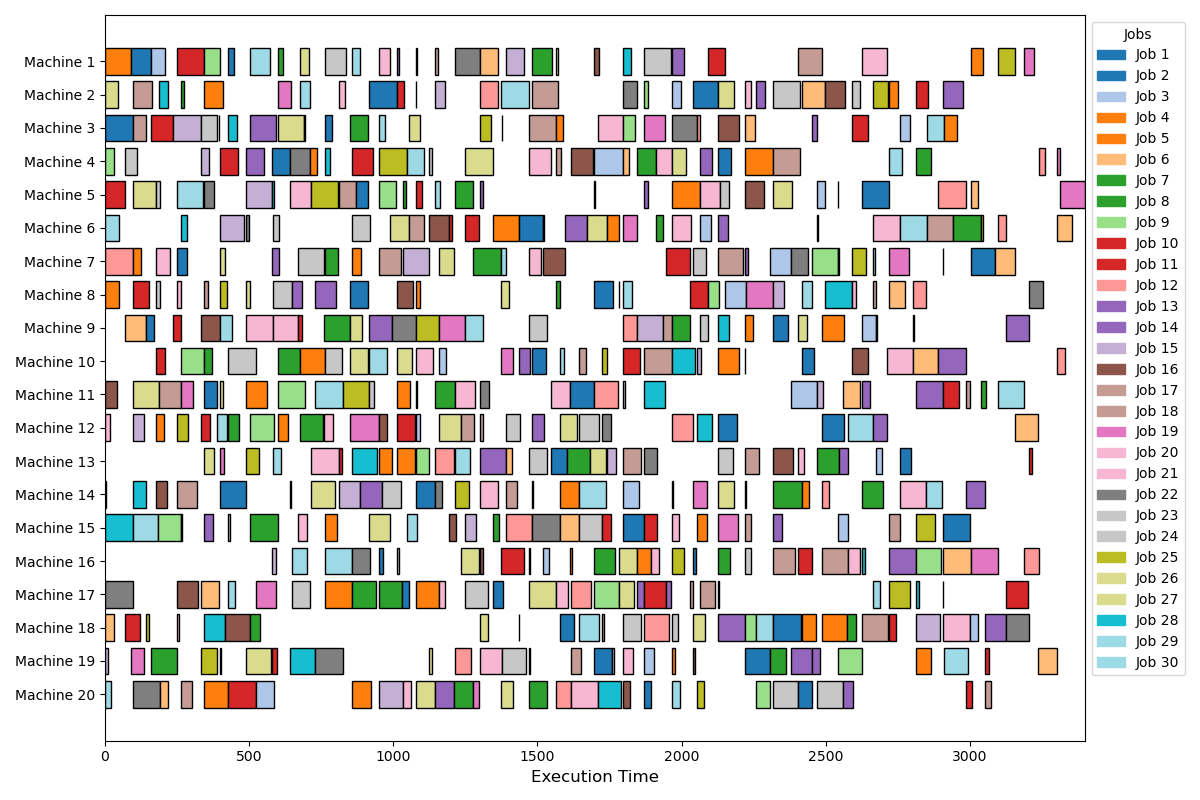 Machine 1
Machine 2
Machine 3
Machine 4
Machine 5
Machine 6
Machine 7
Machine 8
Machine 9
Machine 10
Machine 11
Machine 12
Machine 13
Machine 14
Machine 15
Machine 16
Machine 17
Machine 18
Machine 19
Machine 20
0 500 1000 1500 2000 2500 3000
Execution Time
Jobs
Job 1
Job 2
Job 3
Job 4
Job 5
Job 6
Job 7
Job 8
Job 9
Job 10
Job 11
Job 12
Job 13
Job 14
Job 15
Job 16
Job 17
Job 18
Job 19
Job 20
Job 21
Job 22
Job 23
Job 24
Job 25
Job 26
Job 27
Job 28
Job 29
Job 30